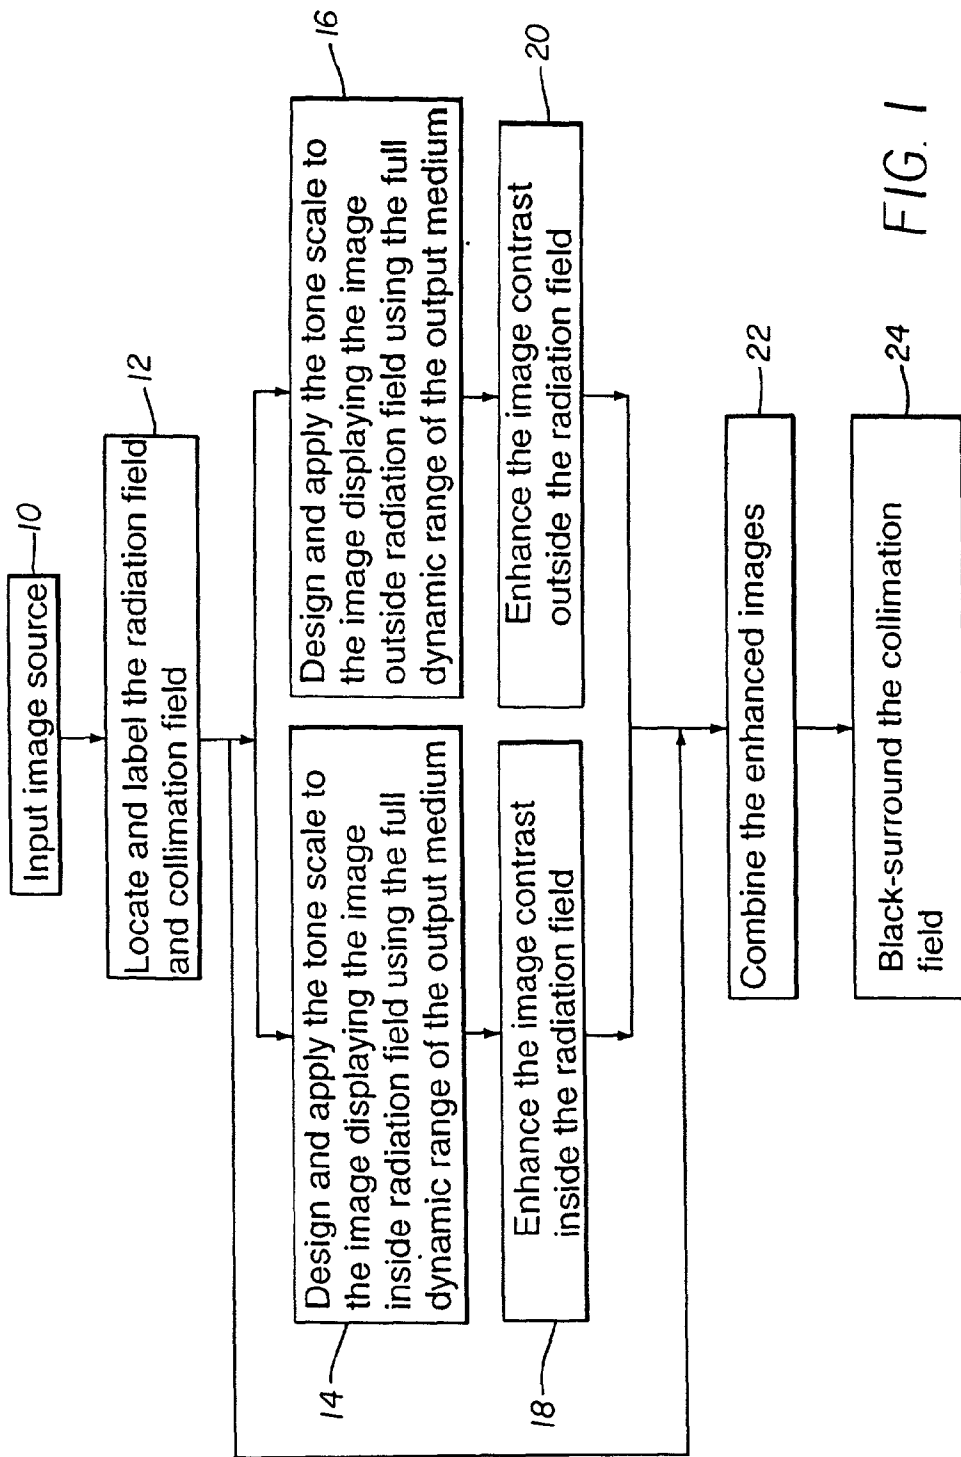 Input image source
10
Locate and label the radiation field
and collimation field
12
Design and apply the tone scale to
the image displaying the image
inside radiation field using the full
dynamic range of the output medium
14
Design and apply the tone scale to
the image displaying the image
outside radiation field using the full
dynamic range of the output medium
16
Enhance the image contrast
inside the radiation field
18
Enhance the image contrast
outside the radiation field
20
Combine the enhanced images
22
Black-surround the collimation
field
24
FIG. 1